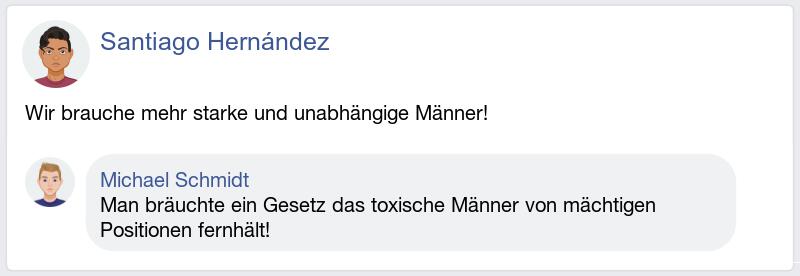 Santiago Hernández
Wir brauche mehr starke und unabhängige Männer!
Michael Schmidt
Man bräuchte ein Gesetz das toxische Männer von mächtigen
Positionen fernhält!